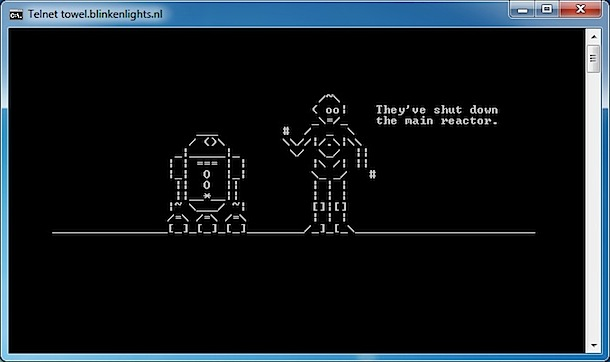 Telnet towel.blinkenlights.nl
They've shut down
the main reactor.